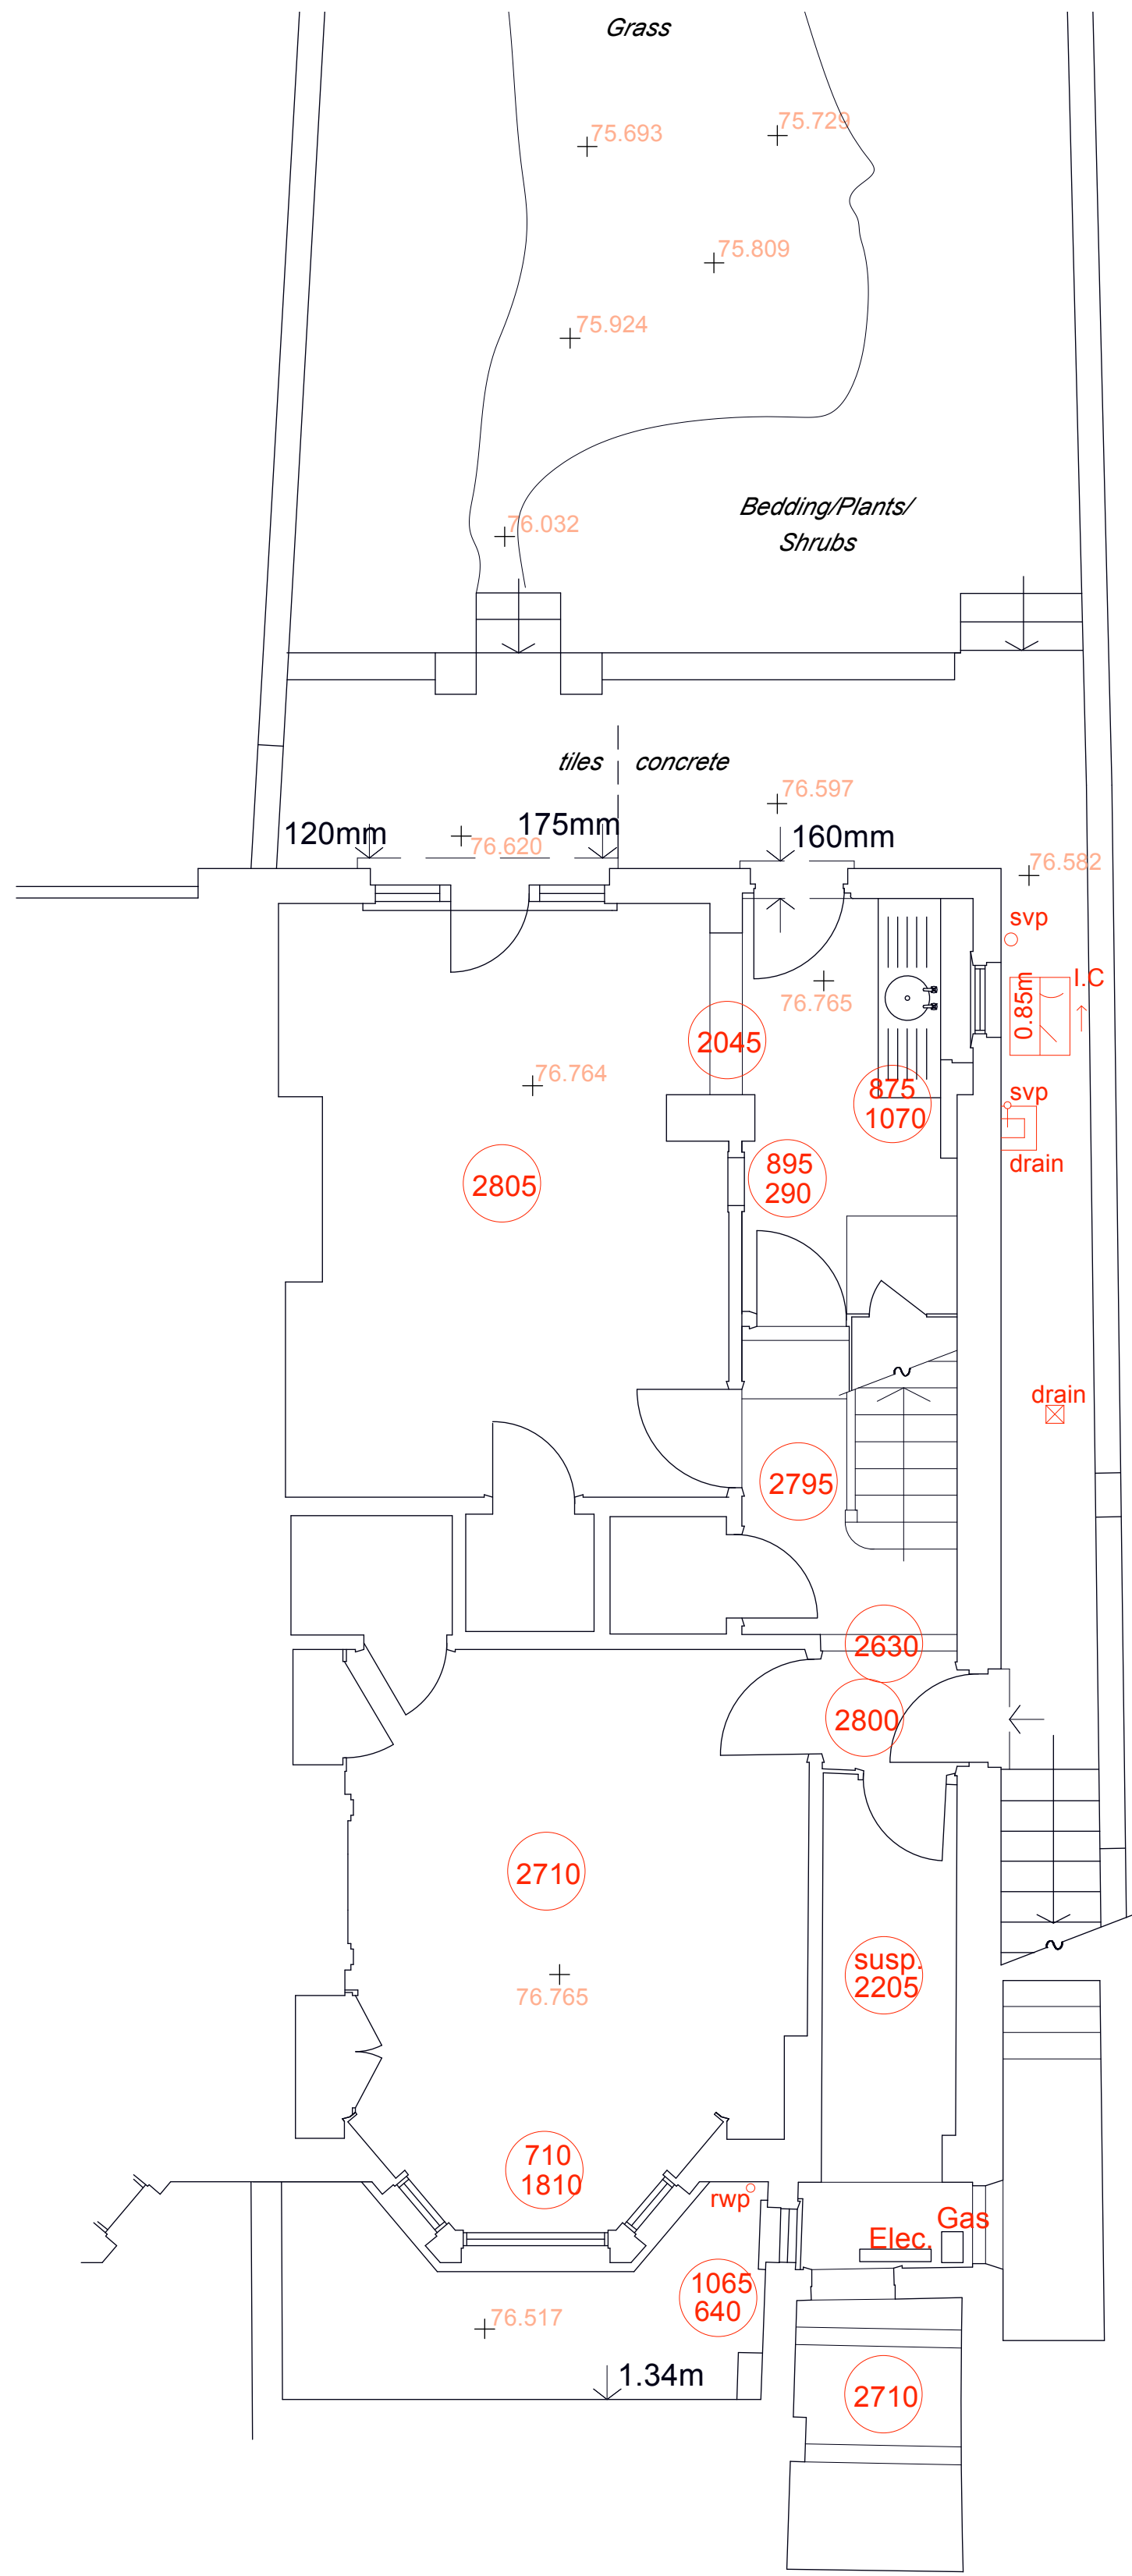 Grass
75.693
75.729
75.809
75.924
76.032
Bedding/Plants/
Shrubs
tiles
concrete
76.597
120mm
175mm
160mm
76.620
76.582
svp
I.C
0.85m
76.765
2045
76.764
875
1070
svp
drain
895
290
2805
drain
2795
2630
2800
2710
susp.
2205
76.765
710
1810
rwp
Gas
Elec.
1065
640
76.517
1.34m
2710